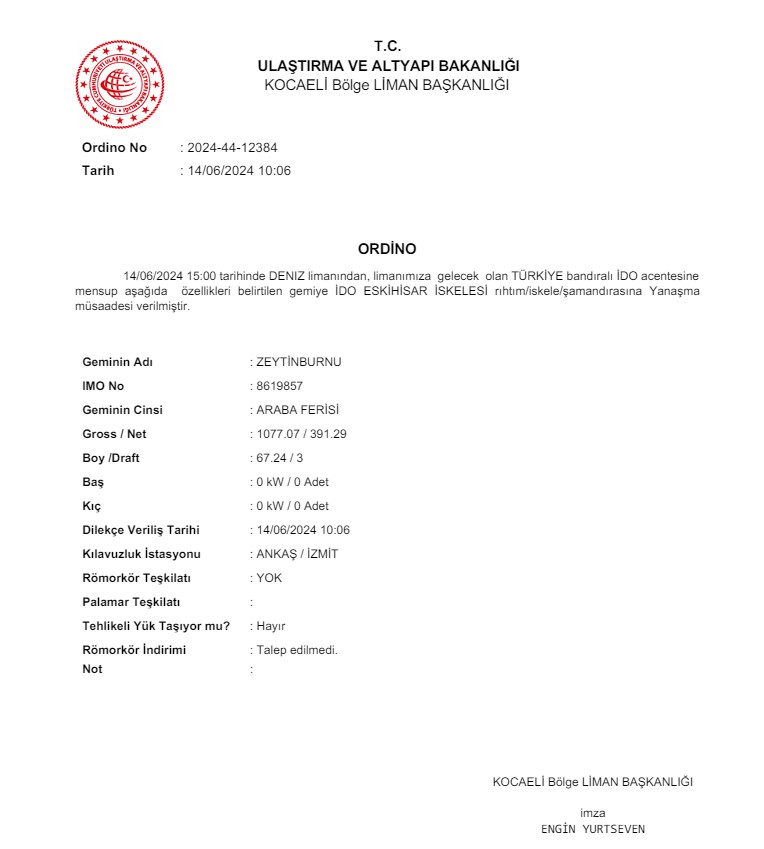 T.C.
ULAŞTIRMA VE ALTYAPI BAKANLIĞI
KOCAELİ Bölge LİMAN BAŞKANLIĞI
Ordino No : 2024-44-12384
Tarih : 14/06/2024 10:06
ORDİNO
14/06/2024 15:00 tarihinde DENIZ limanından, limanımıza gelecek olan TÜRKİYE bandıralı İDO acentesine
mensup aşağıda özellikleri belirtilen gemiye İDO ESKİHİSAR İSKELESİ rıhtım/iskele/şamandırasına Yanaşma
müsaadesi verilmiştir.
Geminin Adı : ZEYTİNBURNU
IMO No : 8619857
Geminin Cinsi : ARABA FERİSİ
Gross / Net : 1077.07 / 391.29
Boy /Draft : 67.24 / 3
Baş : 0 kW / 0 Adet
Kıç : 0 kW / 0 Adet
Dilekçe Veriliş Tarihi : 14/06/2024 10:06
Kılavuzluk İstasyonu : ANKAŞ / İZMİT
Römorkör Teşkilatı : YOK
Palamar Teşkilatı :
Tehlikeli Yük Taşıyor mu? : Hayır
Römorkör İndirimi : Talep edilmedi.
Not :
KOCAELİ Bölge LİMAN BAŞKANLIĞI
imza
ENGİN YURTSEVEN